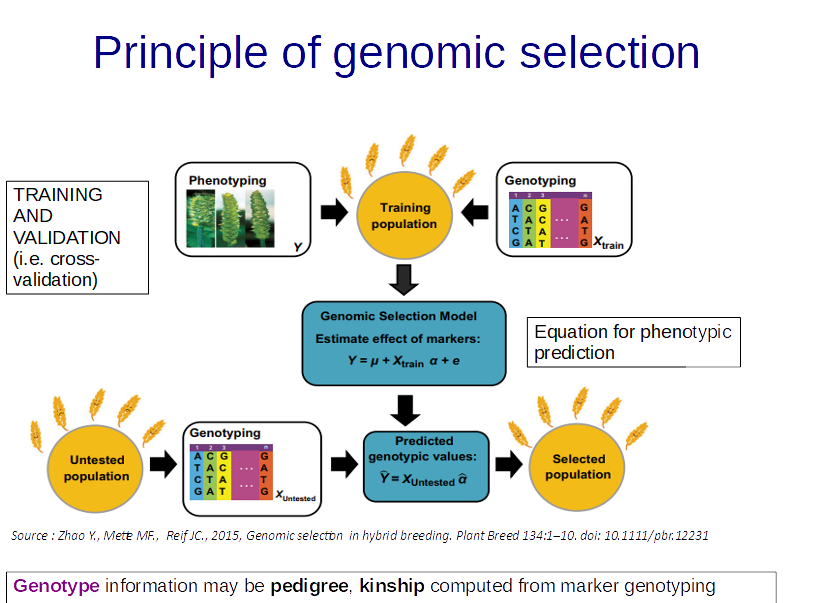 Principle of genomic selection
TRAINING
AND
VALIDATION
(i.e. cross-
validation)
Phenotyping
Y
Training
population
Genotyping
1 2 3 n
A C G G
T A C ... A
C T A T
G A T ... G
Xtrain
Genomic Selection Model
Estimate effect of markers:
Y = μ + Xtrain α + e
Equation for phenotypic
prediction
Untested
population
Genotyping
1 2 3 n
A C G G
T A C ... A
C T A T
G A T ... G
XUntested
Predicted
genotypic values:
Ŷ = XUntested α̂
Selected
population
Source : Zhao Y., Mette MF., Reif JC., 2015, Genomic selection in hybrid breeding. Plant Breed 134:1–10. doi: 10.1111/pbr.12231
Genotype information may be pedigree, kinship computed from marker genotyping